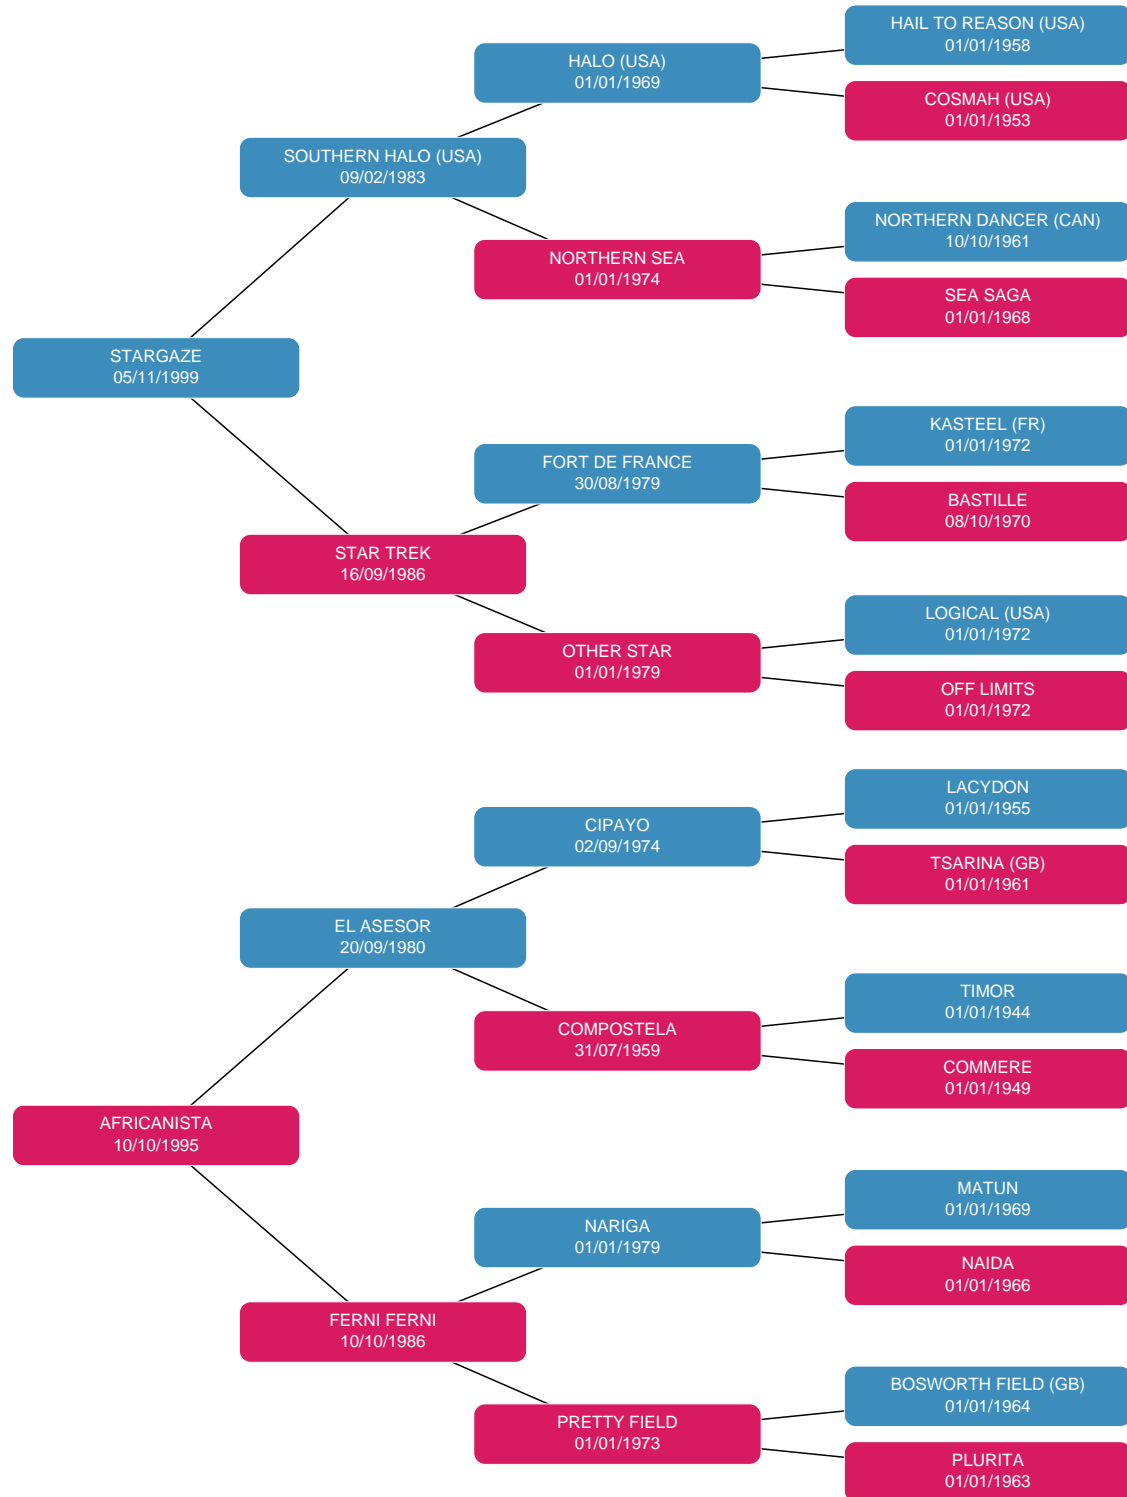 HAIL TO REASON (USA)
01/01/1958
HALO (USA)
01/01/1969
COSMAH (USA)
01/01/1953
SOUTHERN HALO (USA)
09/02/1983
NORTHERN DANCER (CAN)
10/10/1961
NORTHERN SEA
01/01/1974
SEA SAGA
01/01/1968
STARGAZE
05/11/1999
KASTEEL (FR)
01/01/1972
FORT DE FRANCE
30/08/1979
BASTILLE
08/10/1970
STAR TREK
16/09/1986
LOGICAL (USA)
01/01/1972
OTHER STAR
01/01/1979
OFF LIMITS
01/01/1972
LACYDON
01/01/1955
CIPAYO
02/09/1974
TSARINA (GB)
01/01/1961
EL ASESOR
20/09/1980
TIMOR
01/01/1944
COMPOSTELA
31/07/1959
COMMERE
01/01/1949
AFRICANISTA
10/10/1995
MATUN
01/01/1969
NARIGA
01/01/1979
NAIDA
01/01/1966
FERNI FERNI
10/10/1986
BOSWORTH FIELD (GB)
01/01/1964
PRETTY FIELD
01/01/1973
PLURITA
01/01/1963